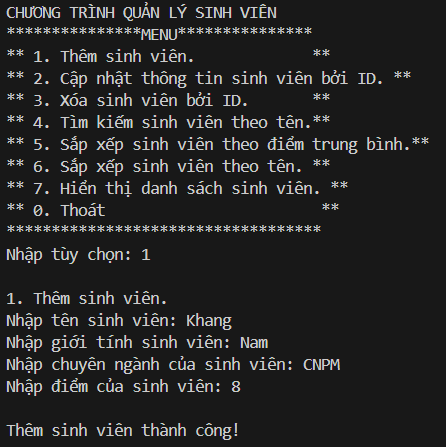 CHƯƠNG TRÌNH QUẢN LÝ SINH VIÊN
***************MENU***************
** 1. Thêm sinh viên.             **
** 2. Cập nhật thông tin sinh viên bởi ID. **
** 3. Xóa sinh viên bởi ID.       **
** 4. Tìm kiếm sinh viên theo tên.**
** 5. Sắp xếp sinh viên theo điểm trung bình.**
** 6. Sắp xếp sinh viên theo tên. **
** 7. Hiển thị danh sách sinh viên. **
** 0. Thoát                        **
***********************************
Nhập tùy chọn: 1

1. Thêm sinh viên.
Nhập tên sinh viên: Khang
Nhập giới tính sinh viên: Nam
Nhập chuyên ngành của sinh viên: CNPM
Nhập điểm của sinh viên: 8

Thêm sinh viên thành công!